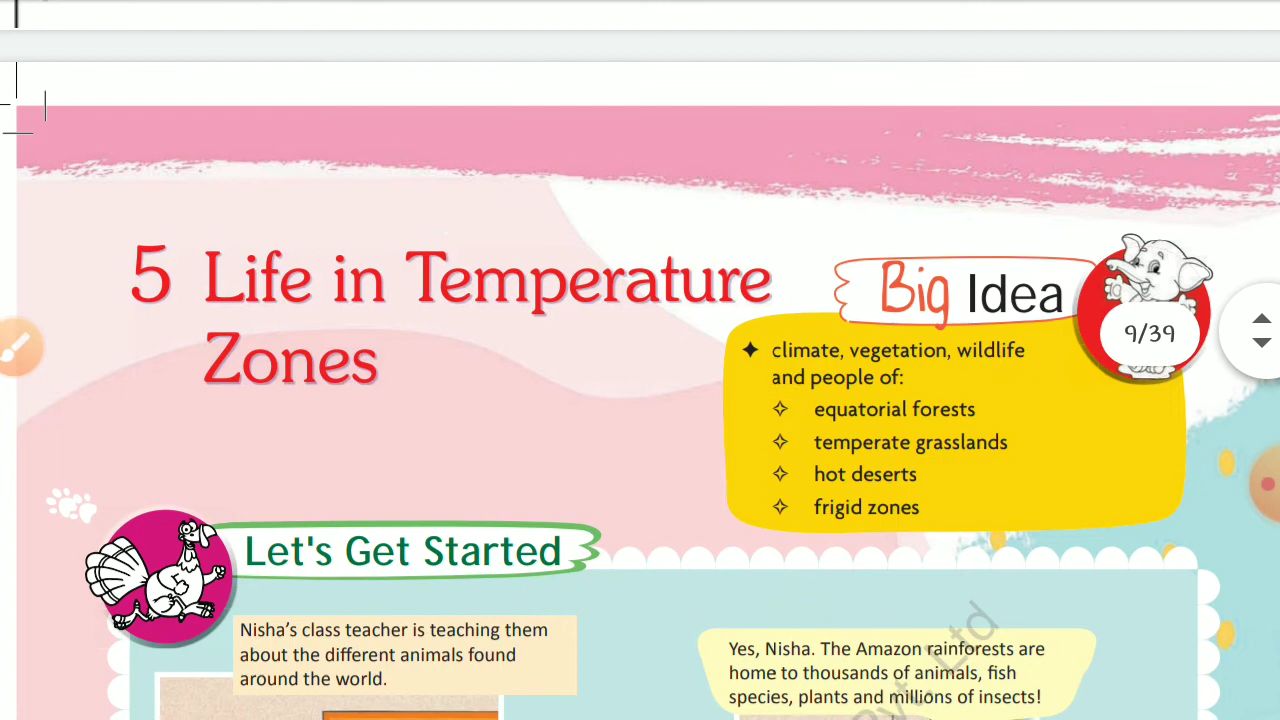 5 Life in Temperature
Zones
Big Idea
9/39
✦ climate, vegetation, wildlife
and people of:
✧ equatorial forests
✧ temperate grasslands
✧ hot deserts
✧ frigid zones
Let's Get Started
Nisha's class teacher is teaching them
about the different animals found
around the world.
Yes, Nisha. The Amazon rainforests are
home to thousands of animals, fish
species, plants and millions of insects!
Pvt. Ltd